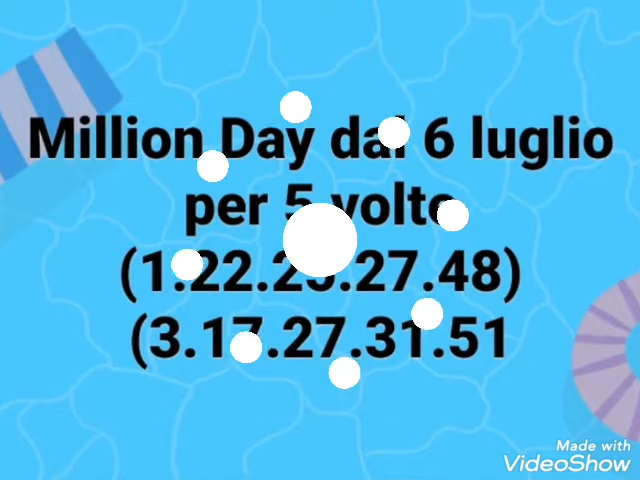 Million Day dal 6 luglio
per 5 volte
(1.22.25.27.48)
(3.17.27.31.51
Made with
VideoShow